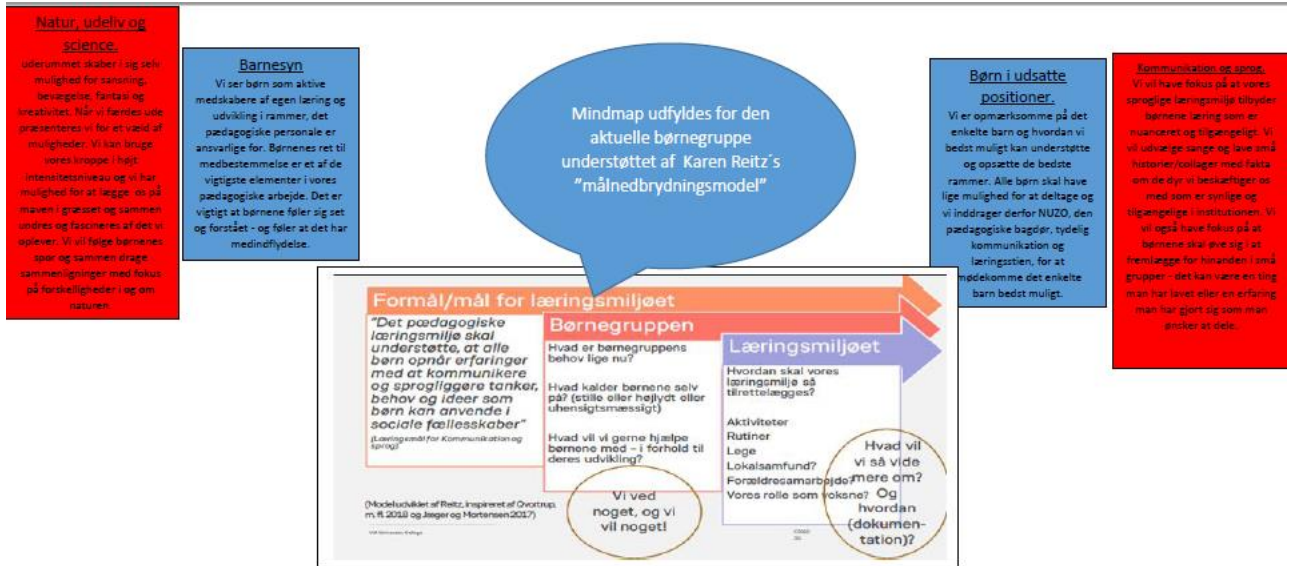 Natur, udeliv og
science.
uderummet skaber i sig selv
mulighed for sansning,
bevægelse, fantasi og
kreativitet. Når vi færdes ude
præsenteres vi for et væld af
muligheder. Vi kan bruge
vores kroppe i højt
intensitetsniveau og vi har
mulighed for at lægge os på
maven i græsset og sammen
undres og fascineres af det vi
oplever. Vi vil følge børnenes
spor og sammen drage
sammenligninger med fokus
på forskelligheder i og om
naturen.
Barnesyn
Vi ser børn som aktive
medskabere af egen læring og
udvikling i rammer, det
pædagogiske personale er
ansvarlige for. Børnenes ret til
medbestemmelse er et af de
vigtigste elementer i vores
pædagogiske arbejde. Det er
vigtigt at børnene føler sig set
og forstået - og føler at det har
medindflydelse.
Mindmap udfyldes for den
aktuelle børnegruppe
understøttet af Karen Reitz´s
"målnedbrydningsmodel"
Børn i udsatte
positioner.
Vi er opmærksomme på det
enkelte barn og hvordan vi
bedst muligt kan understøtte
og opsætte de bedste
rammer. Alle børn skal have
lige mulighed for at deltage og
vi inddrager derfor NUZO, den
pædagogiske bagdør, tydelig
kommunikation og
læringsstien, for at
mødekomme det enkelte
barn bedst muligt.
Kommunikation og sprog.
Vi vil have fokus på at vores
sproglige læringsmiljø tilbyder
børnene læring som er
nuanceret og tilgængeligt. Vi
vil udvælge sange og lave små
historier/collager med fakta
om de dyr vi beskæftiger os
med som er synlige og
tilgængelige i institutionen. Vi
vil også have fokus på at
børnene skal øve sig i at
fremlægge for hinanden i små
grupper - det kan være en ting
man har lavet eller en erfaring
man har gjort sig som man
ønsker at dele.
Formål/mål for læringsmiljøet
"Det pædagogiske
læringsmiljø skal
understøtte, at alle
børn opnår erfaringer
med at kommunikere
og sprogliggøre tanker,
behov og ideer som
børn kan anvende i
sociale fællesskaber"
(Læringsmål for Kommunikation og
sprog)
Børnegruppen
Hvad er børnegruppens
behov lige nu?
Hvad kalder børnene selv
på? (stille eller højlydt eller
uhensigtsmæssigt)
Hvad vil vi gerne hjælpe
børnene med – i forhold til
deres udvikling?
Læringsmiljøet
Hvordan skal vores
læringsmiljø så
tilrettelægges?
Aktiviteter
Rutiner
Lege
Lokalsamfund?
Forældresamarbejde?
Vores rolle som voksne?
Vi ved
noget, og vi
vil noget!
Hvad vil
vi så vide
mere om?
Og
hvordan
(dokumen-
tation)?
(Model udviklet af Reitz, inspireret af Qvortrup,
m. fl. 2018 og Jæger og Mortensen 2017)